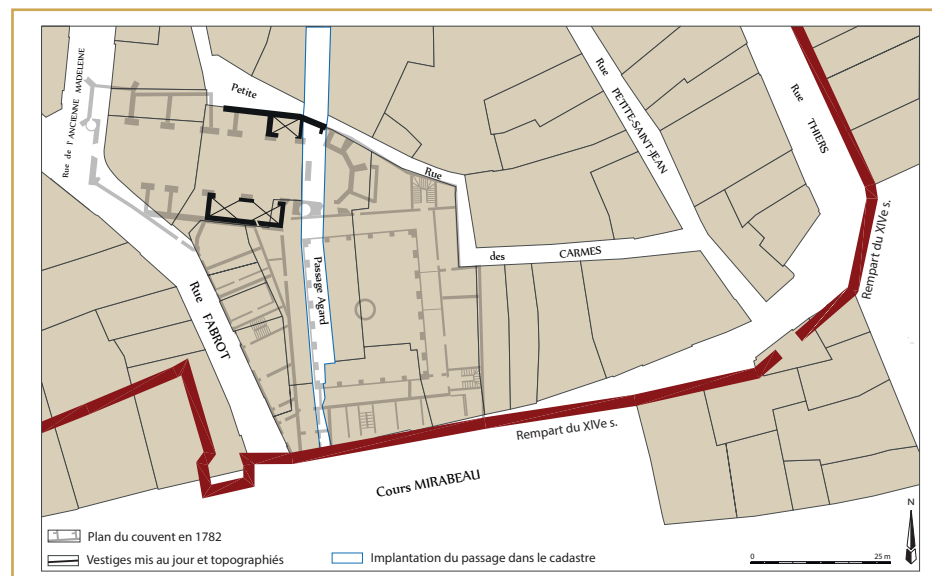 Rue de l'ANCIENNE MADELEINE
Petite
Rue
des
CARMES
Rue
PETITE-SAINT-JEAN
Rue
THIERS
Rempart du XIVe s.
Passage Agard
Rue
FABROT
Rempart du XIVe s.
Cours MIRABEAU
N
Plan du couvent en 1782
Vestiges mis au jour et topographiés
Implantation du passage dans le cadastre
0
25 m